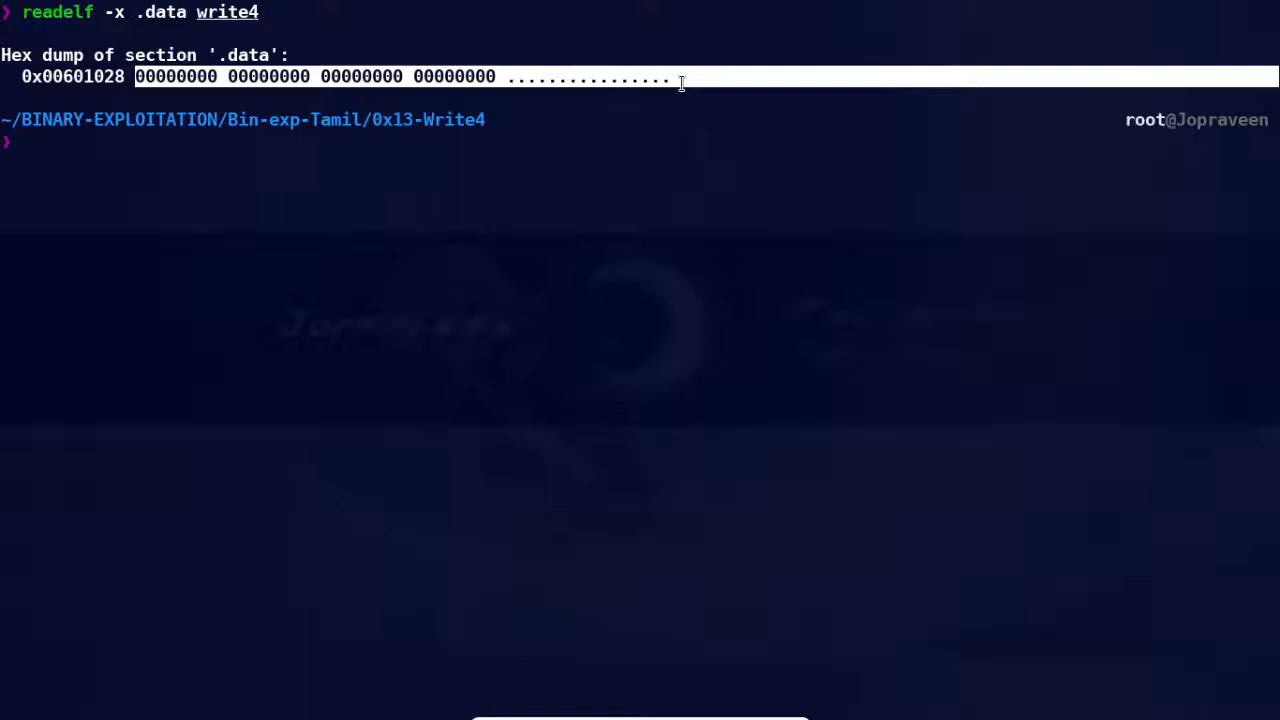 ❯ readelf -x .data write4
Hex dump of section '.data':
0x00601028 00000000 00000000 00000000 00000000 ................
~/BINARY-EXPLOITATION/Bin-exp-Tamil/0x13-Write4 root@Jopraveen
❯